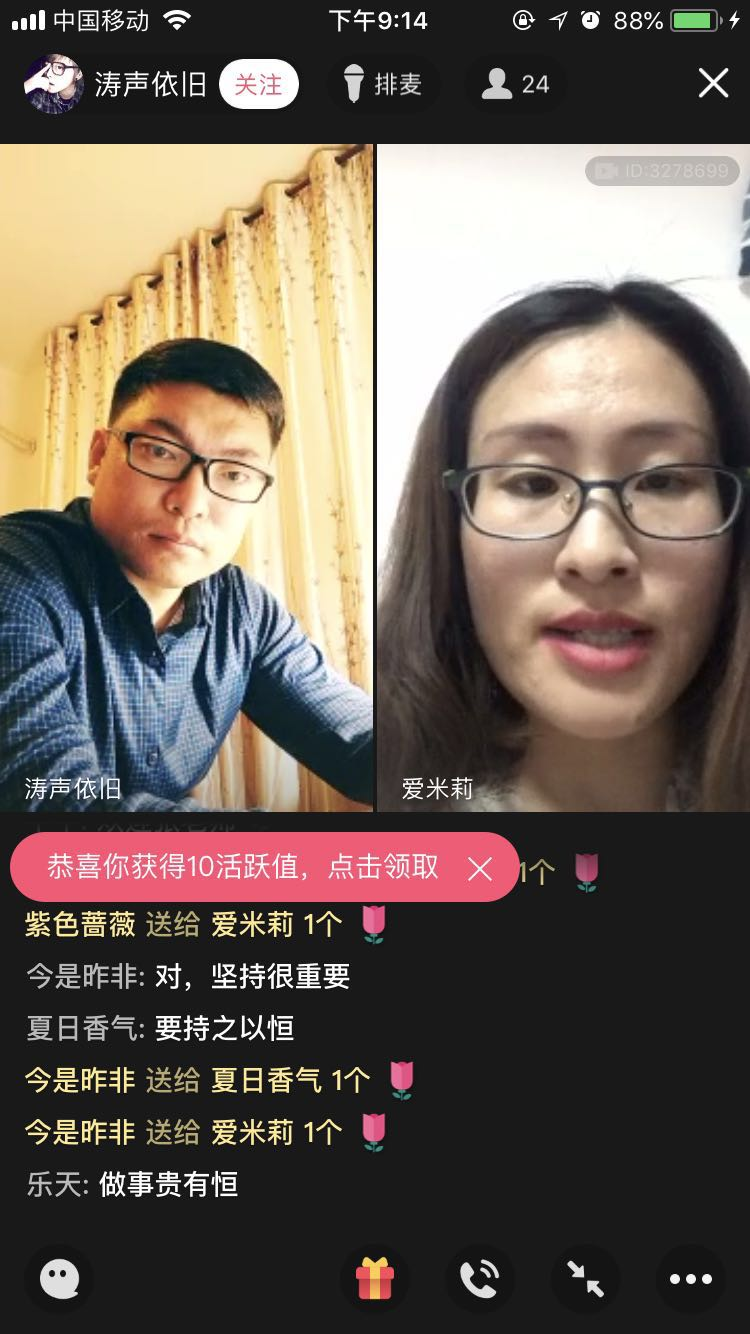 中国移动
下午9:14
88%
涛声依旧
关注
排麦
24
ID:3278699
涛声依旧
爱米莉
恭喜你获得10活跃值，点击领取
1个
紫色蔷薇 送给 爱米莉 1个
今是昨非: 对，坚持很重要
夏日香气: 要持之以恒
今是昨非 送给 夏日香气 1个
今是昨非 送给 爱米莉 1个
乐天: 做事贵有恒